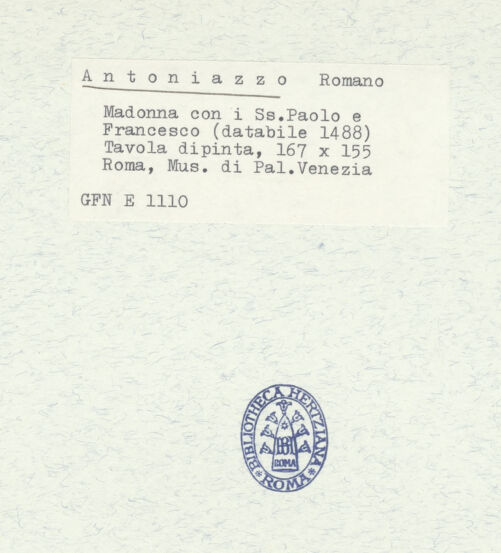 Antoniazzo Romano
Madonna con i Ss.Paolo e
Francesco (databile 1488)
Tavola dipinta, 167 x 155
Roma, Mus. di Pal.Venezia
GFN E 1110
BIBLIOTHECA HERTZIANA
ROMA
BH
ROMA